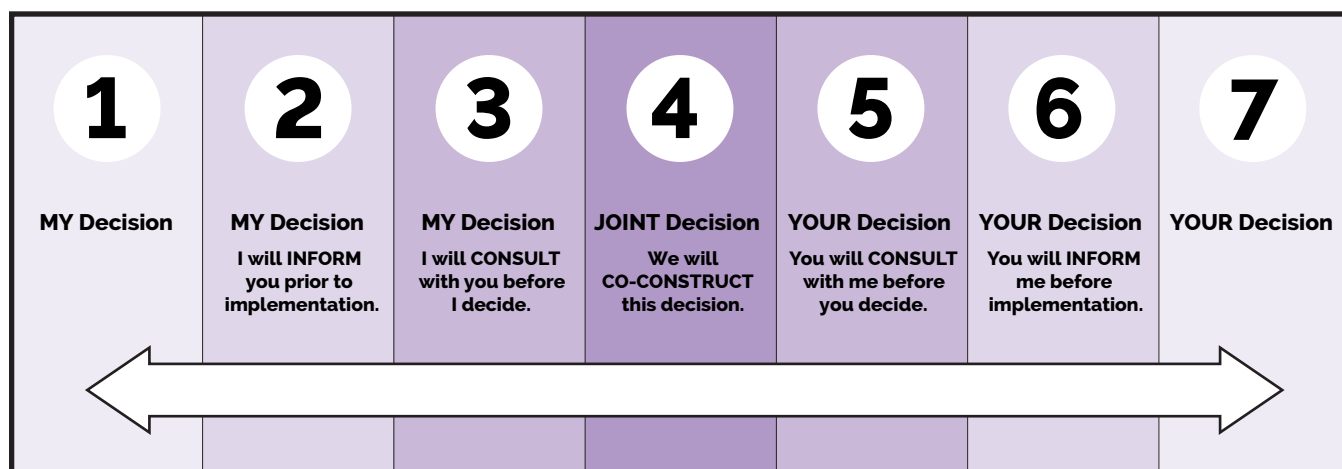 1
MY Decision
2
MY Decision
I will INFORM
you prior to
implementation.
3
MY Decision
I will CONSULT
with you before
I decide.
4
JOINT Decision
We will
CO-CONSTRUCT
this decision.
5
YOUR Decision
You will CONSULT
with me before
you decide.
6
YOUR Decision
You will INFORM
me before
implementation.
7
YOUR Decision